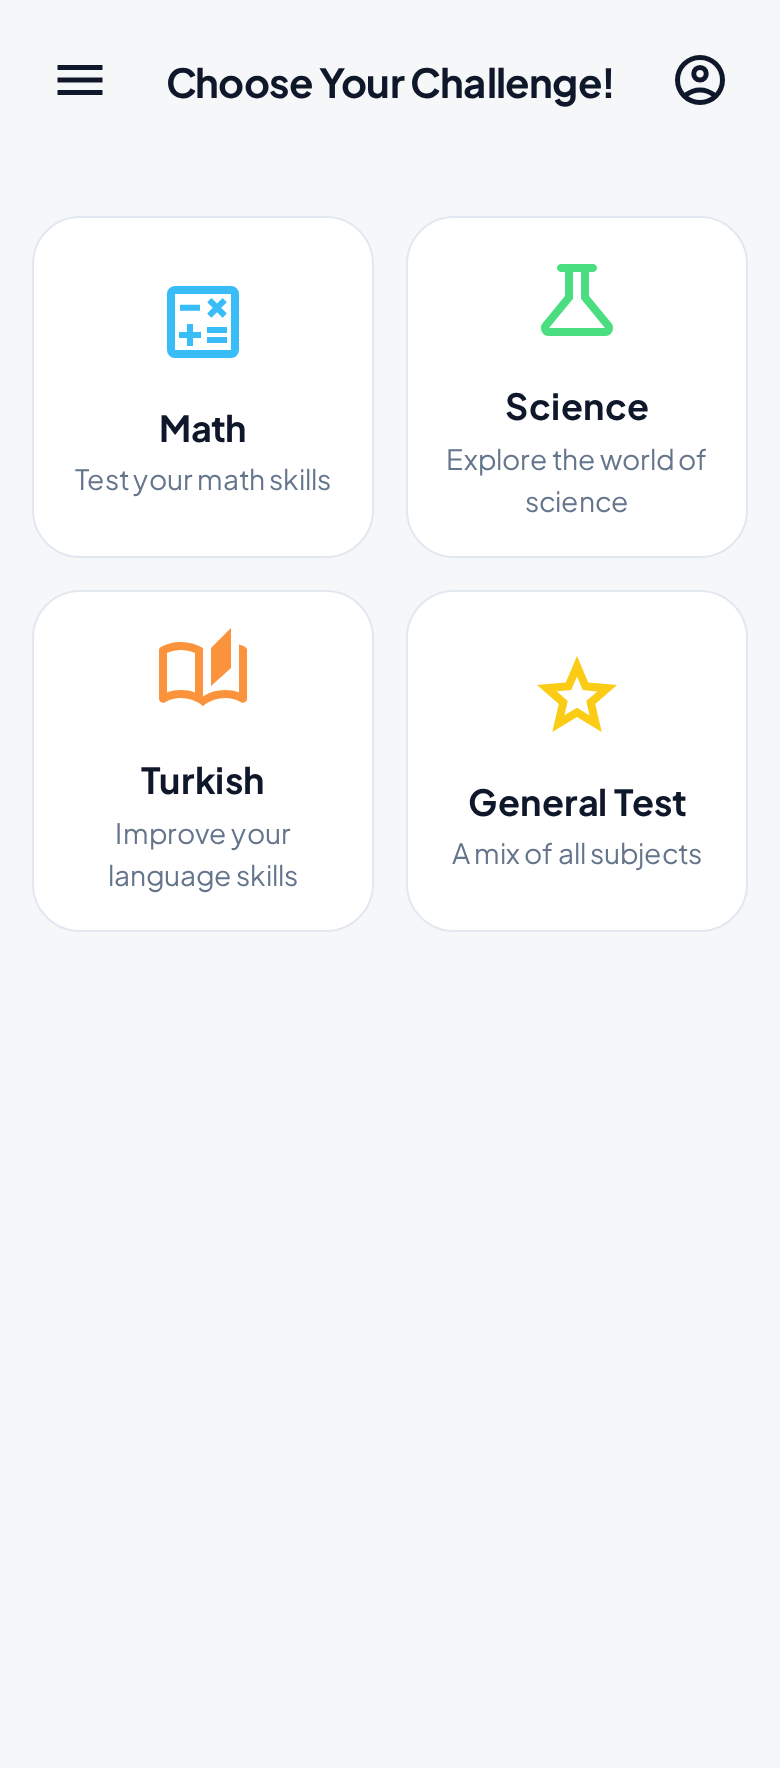 Choose Your Challenge!
Math
Test your math skills
Science
Explore the world of
science
Turkish
Improve your
language skills
General Test
A mix of all subjects